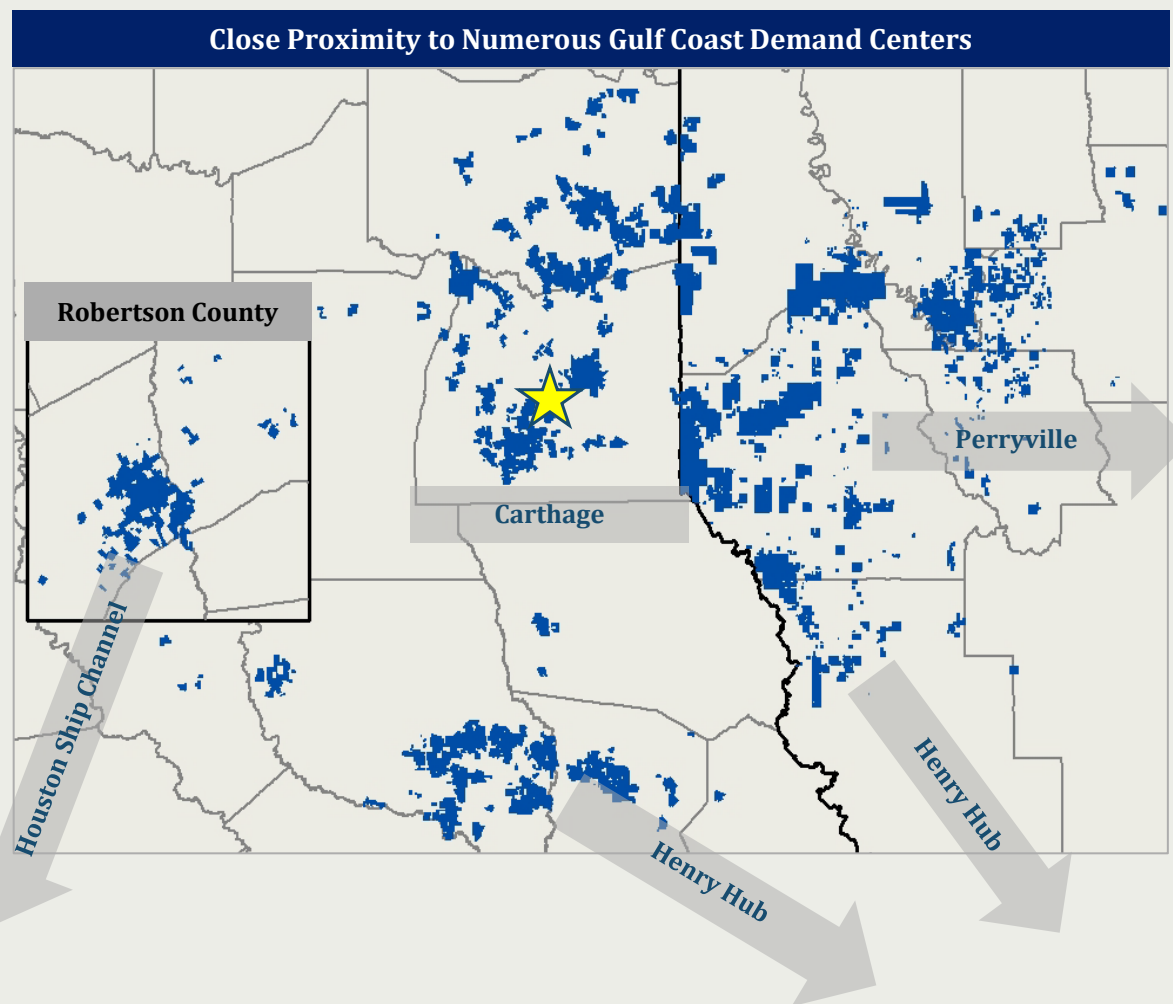 Close Proximity to Numerous Gulf Coast Demand Centers
Robertson County
Perryville
Carthage
Houston Ship Channel
Henry Hub
Henry Hub